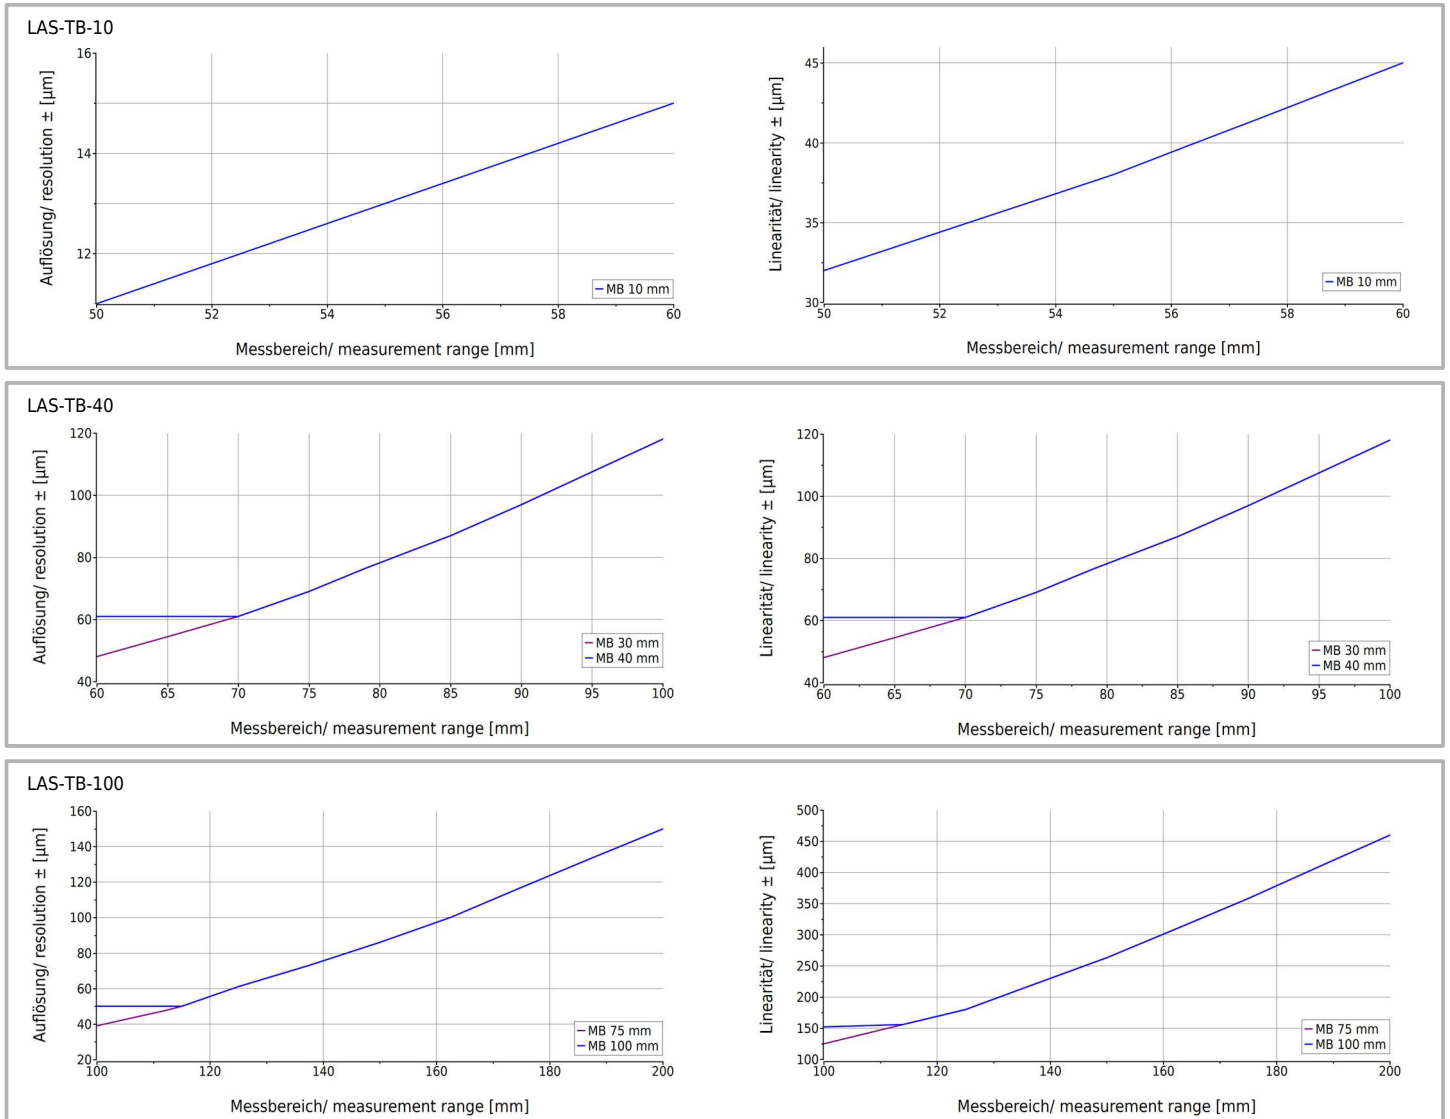 LAS-TB-10
Auflösung/ resolution ± [µm]
16
14
12
50 52 54 56 58 60
MB 10 mm
Messbereich/ measurement range [mm]
Linearität/ linearity ± [µm]
45
40
35
30
50 52 54 56 58 60
MB 10 mm
Messbereich/ measurement range [mm]
LAS-TB-40
Auflösung/ resolution ± [µm]
120
100
80
60
40
60 65 70 75 80 85 90 95 100
MB 30 mm
MB 40 mm
Messbereich/ measurement range [mm]
Linearität/ linearity ± [µm]
120
100
80
60
40
60 65 70 75 80 85 90 95 100
MB 30 mm
MB 40 mm
Messbereich/ measurement range [mm]
LAS-TB-100
Auflösung/ resolution ± [µm]
160
140
120
100
80
60
40
20
100 120 140 160 180 200
MB 75 mm
MB 100 mm
Messbereich/ measurement range [mm]
Linearität/ linearity ± [µm]
500
450
400
350
300
250
200
150
100
100 120 140 160 180 200
MB 75 mm
MB 100 mm
Messbereich/ measurement range [mm]